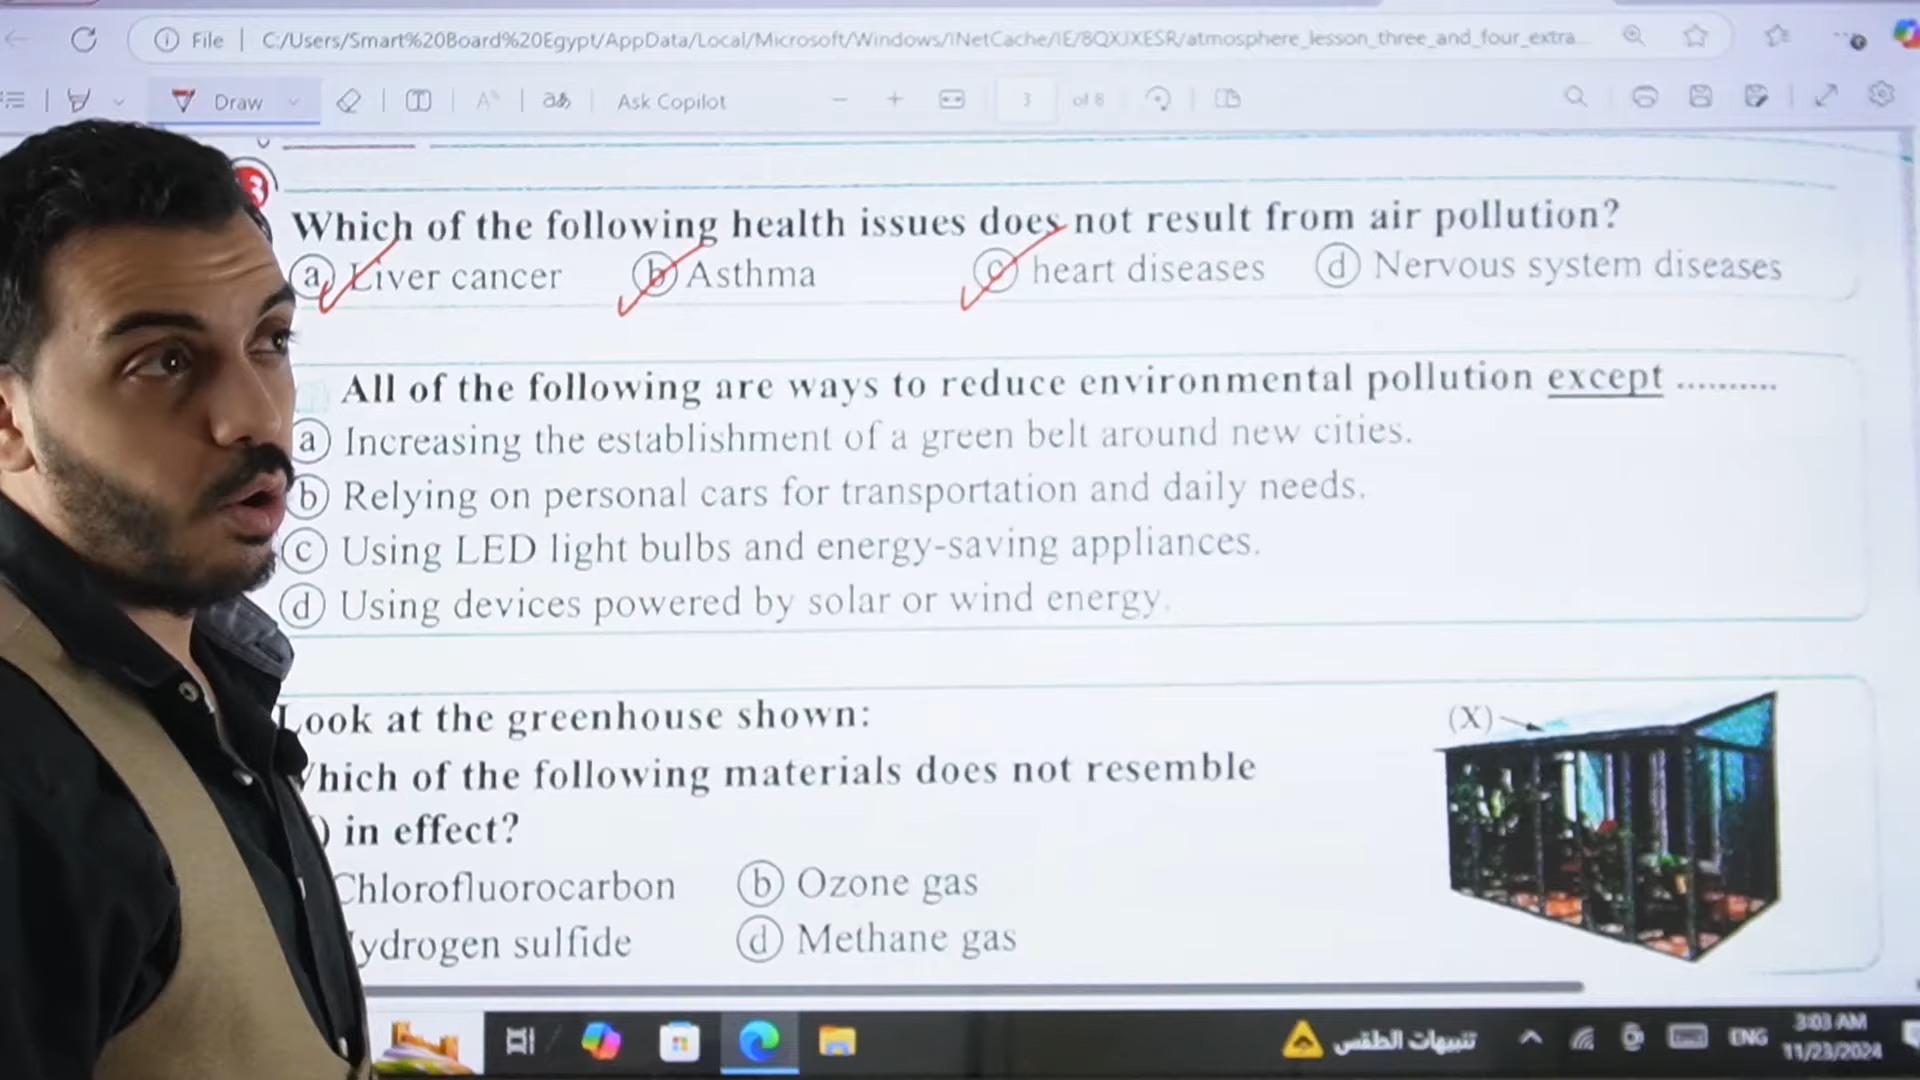 File C:/Users/Smart%20Board%20Egypt/AppData/Local/Microsoft/Windows/INetCache/IE/8QXJXESR/atmosphere_lesson_three_and_four_extra...
Draw Ask Copilot 3 of 8
3
Which of the following health issues does not result from air pollution?
a Liver cancer b Asthma c heart diseases d Nervous system diseases
All of the following are ways to reduce environmental pollution except ..........
a Increasing the establishment of a green belt around new cities.
b Relying on personal cars for transportation and daily needs.
c Using LED light bulbs and energy-saving appliances.
d Using devices powered by solar or wind energy.
Look at the greenhouse shown:
(X)
Which of the following materials does not resemble
) in effect?
Chlorofluorocarbon b Ozone gas
ydrogen sulfide d Methane gas
تنبيهات الطقس ENG 3:03 AM
11/23/2024